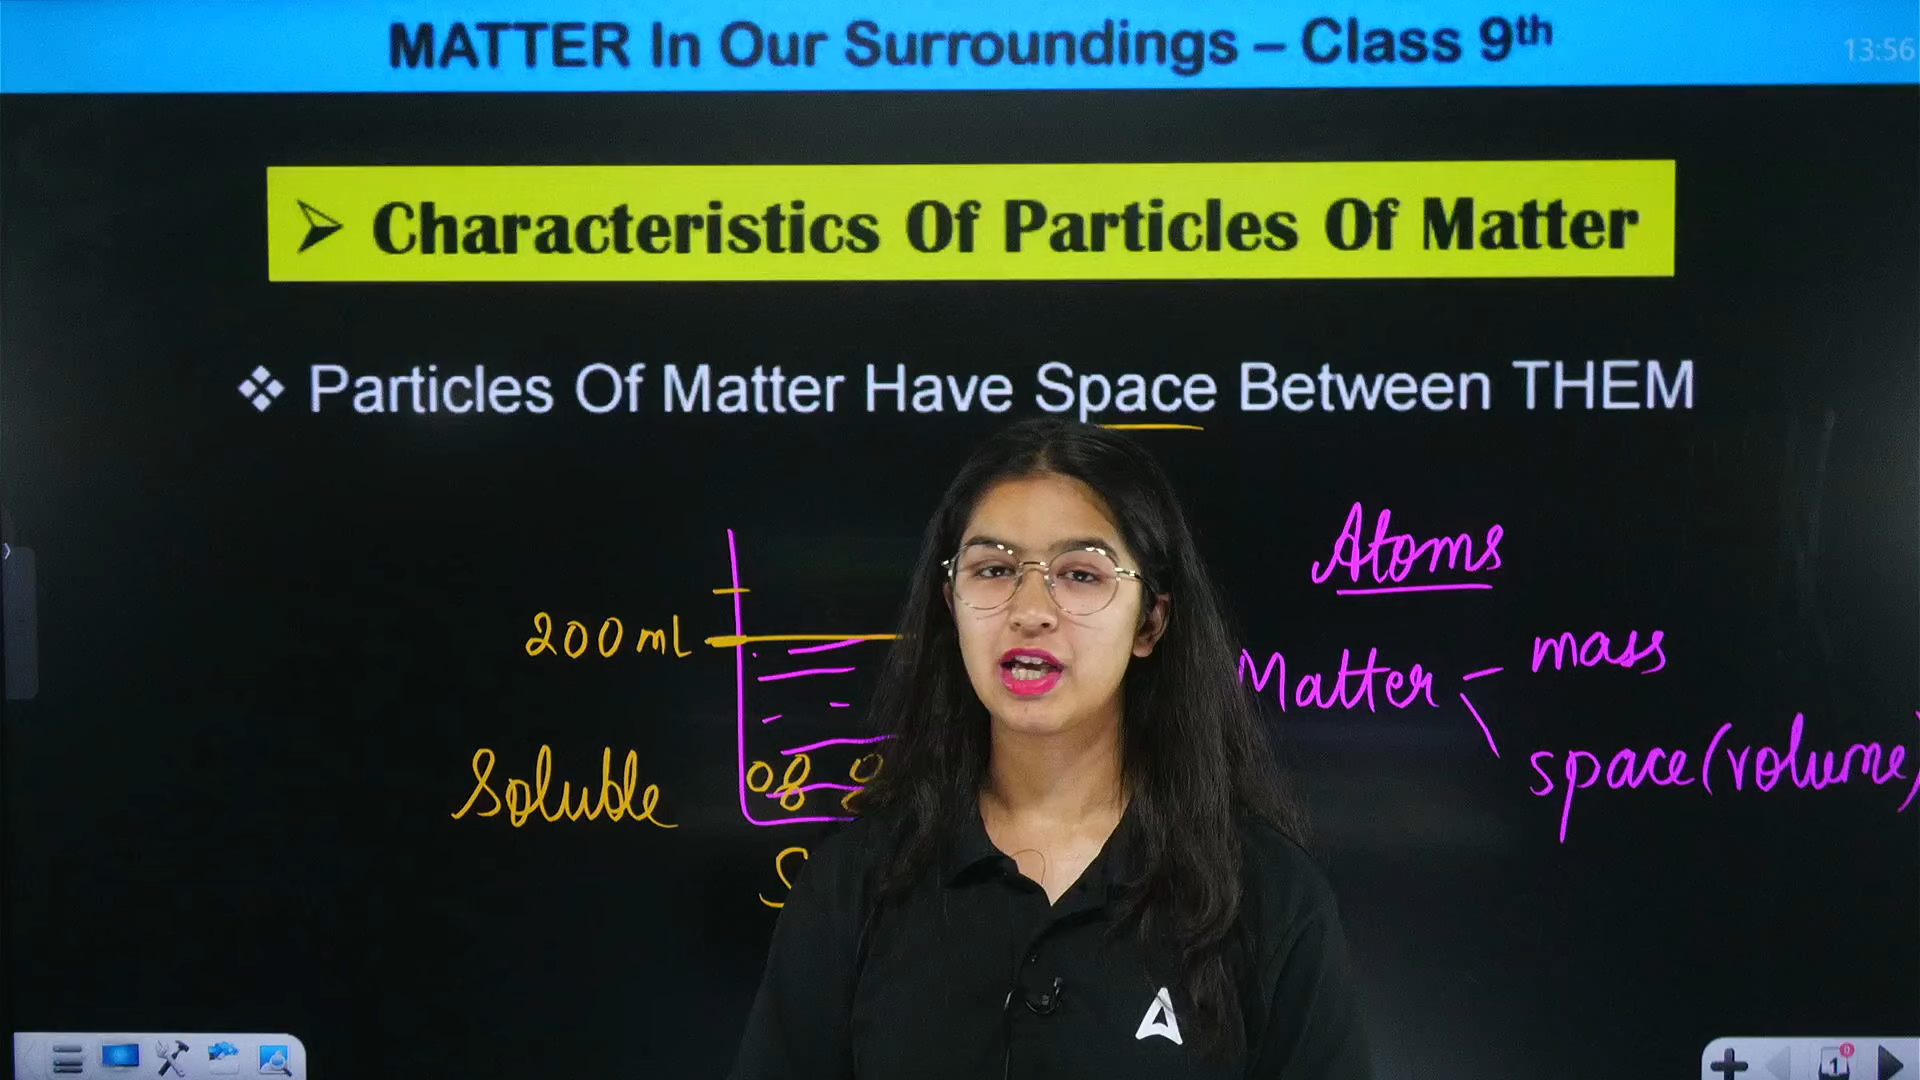 MATTER In Our Surroundings – Class 9th
13:56
➢ Characteristics Of Particles Of Matter
❖ Particles Of Matter Have Space Between THEM
Atoms
200 ml
Matter
mass
space (volume)
Soluble
S
1